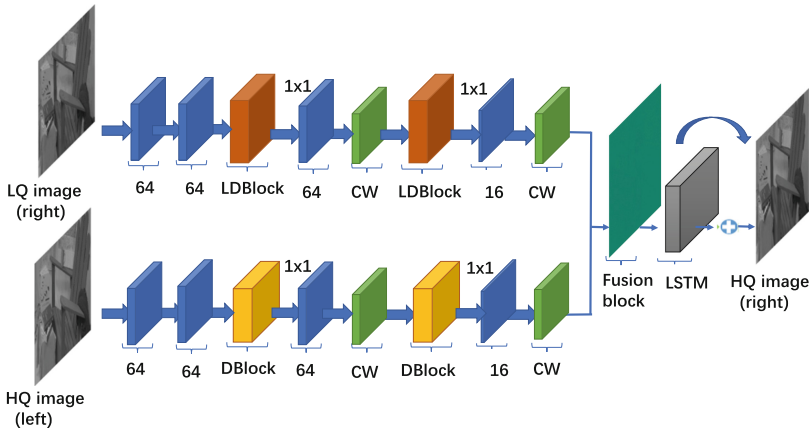 1x1
1x1
LQ image
(right)
64
64
LDBlock
64
CW
LDBlock
16
CW
1x1
1x1
HQ image
(left)
64
64
DBlock
64
CW
DBlock
16
CW
Fusion
block
LSTM
HQ image
(right)